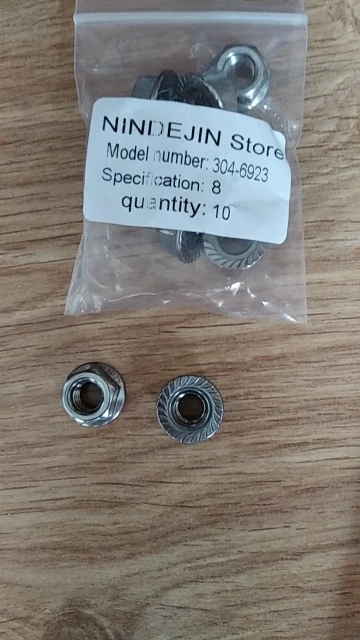 NINDEJIN Store
Model number: 304-6923
Specification: 8
quantity: 10